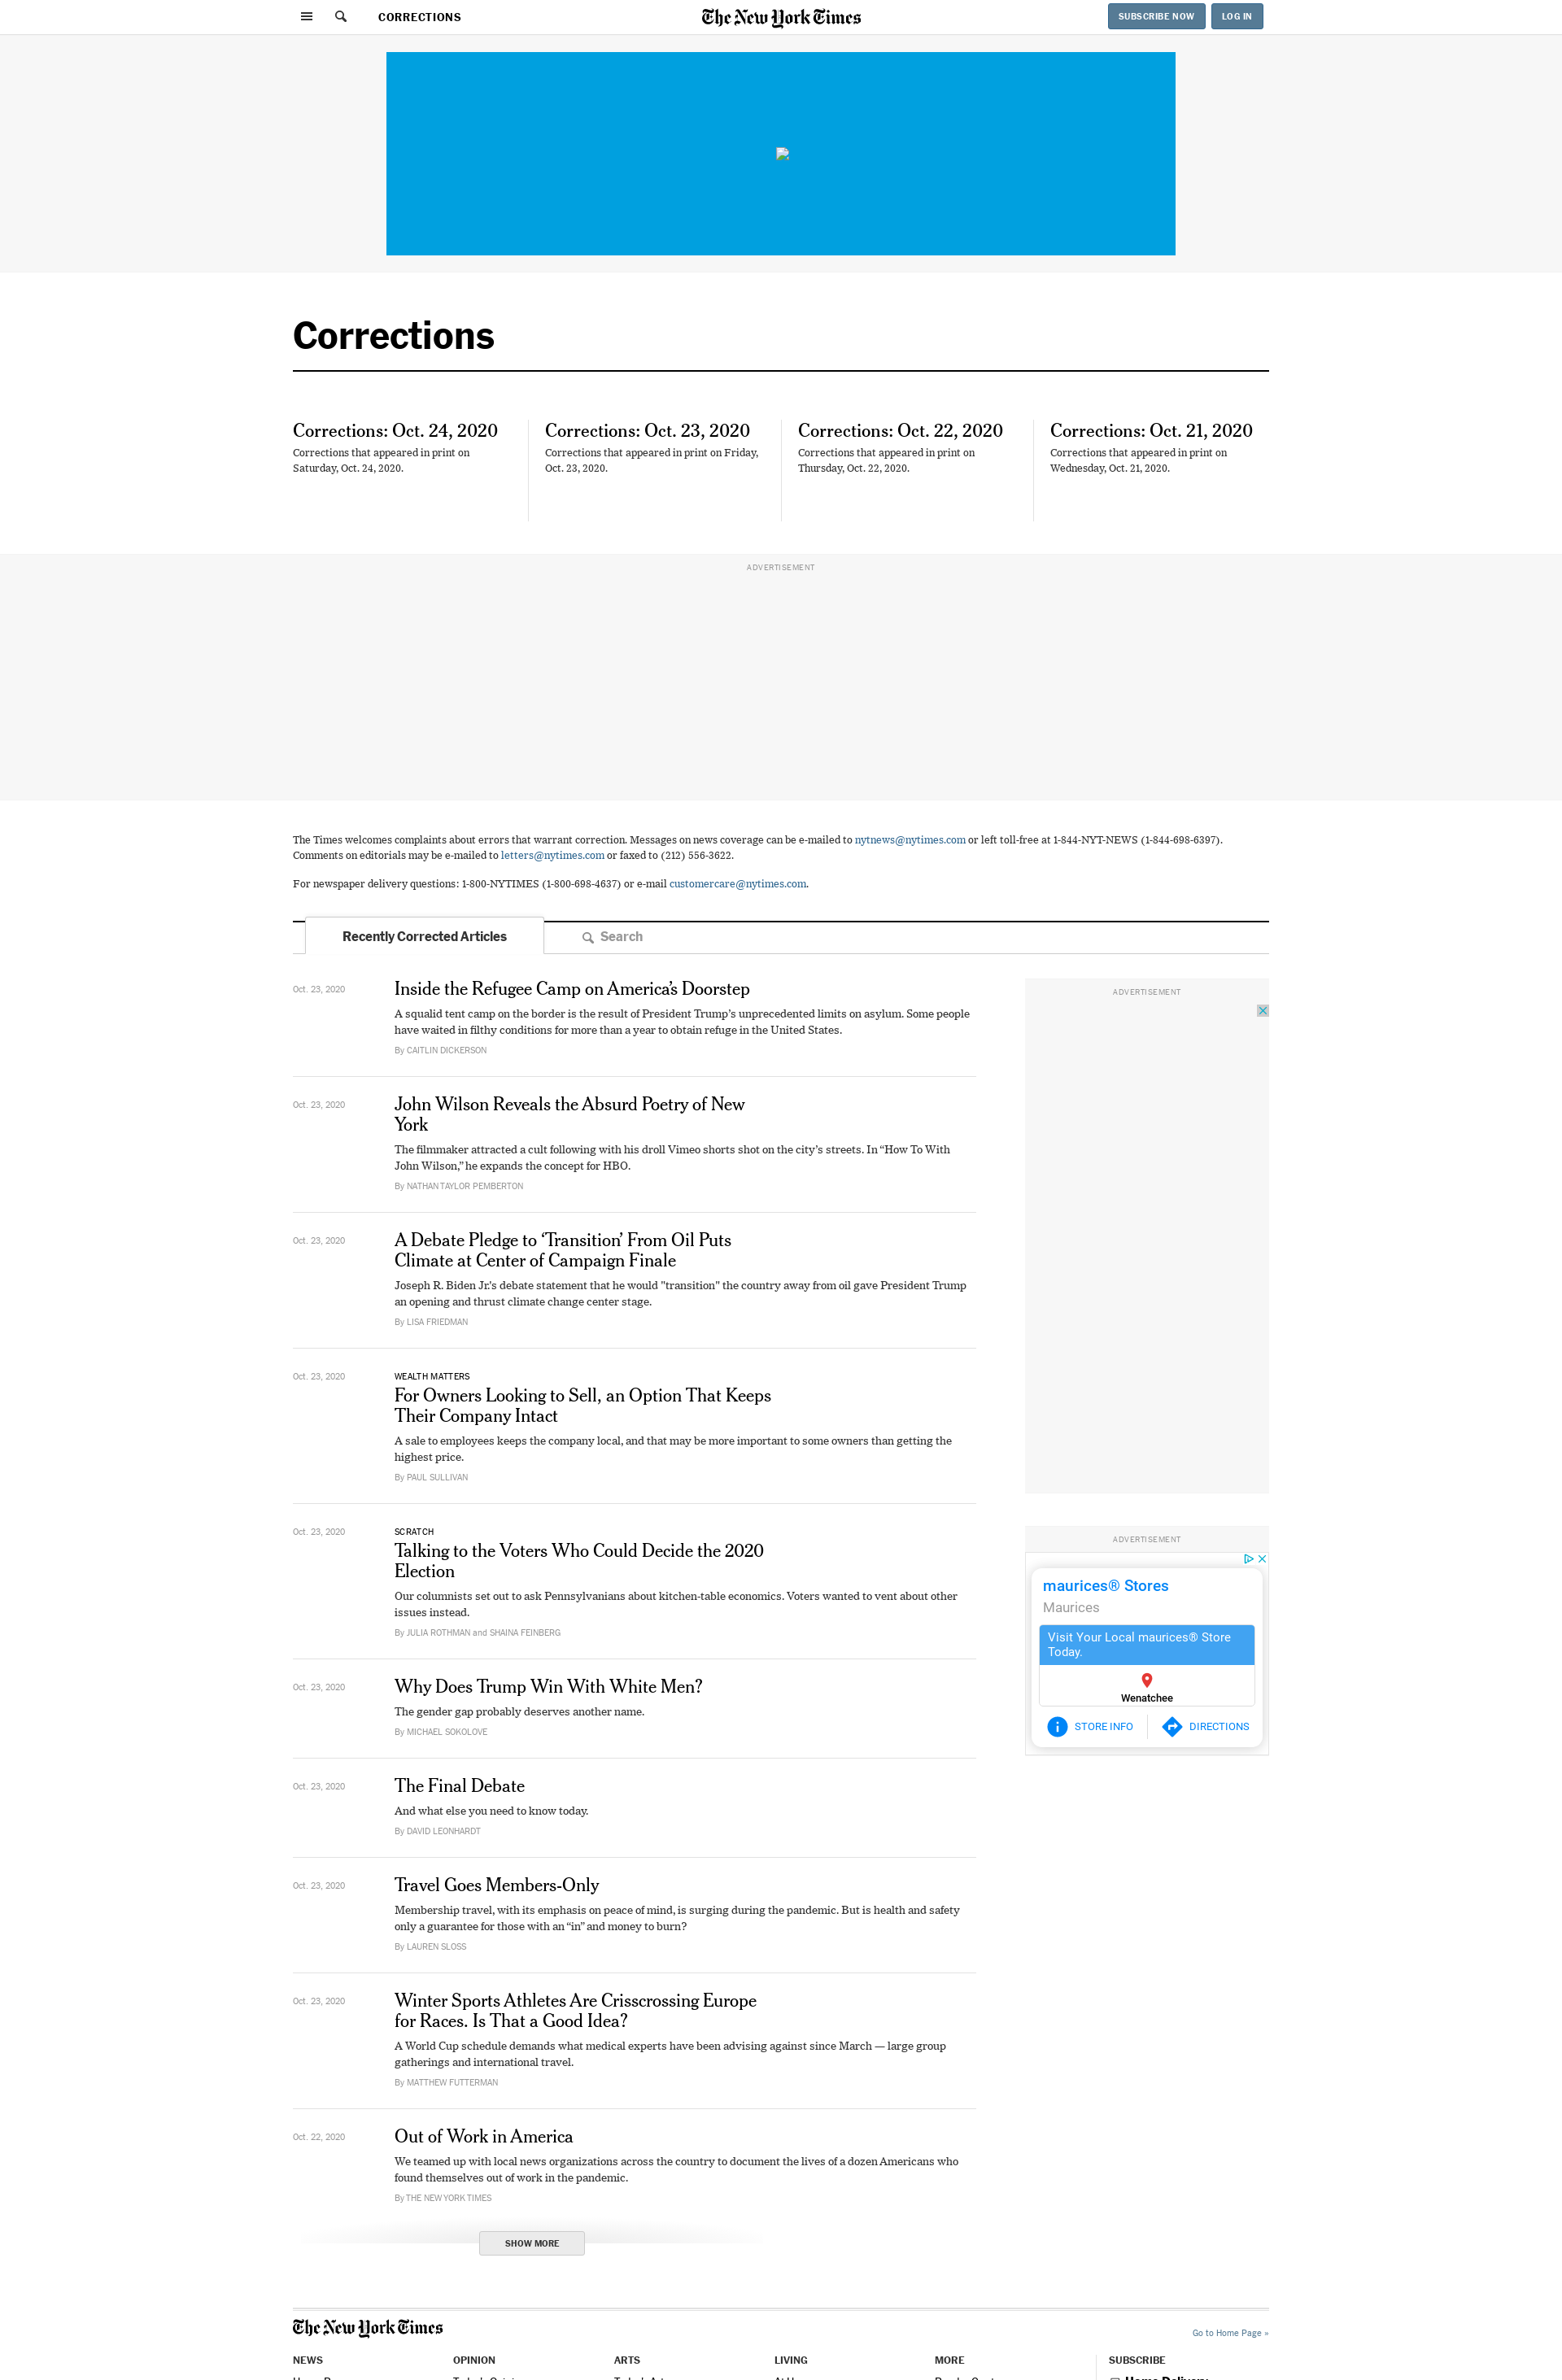 CORRECTIONS
The New York Times
SUBSCRIBE NOW
LOG IN
Corrections
Corrections: Oct. 24, 2020
Corrections that appeared in print on
Saturday, Oct. 24, 2020.
Corrections: Oct. 23, 2020
Corrections that appeared in print on Friday,
Oct. 23, 2020.
Corrections: Oct. 22, 2020
Corrections that appeared in print on
Thursday, Oct. 22, 2020.
Corrections: Oct. 21, 2020
Corrections that appeared in print on
Wednesday, Oct. 21, 2020.
ADVERTISEMENT
The Times welcomes complaints about errors that warrant correction. Messages on news coverage can be e-mailed to nytnews@nytimes.com or left toll-free at 1-844-NYT-NEWS (1-844-698-6397).
Comments on editorials may be e-mailed to letters@nytimes.com or faxed to (212) 556-3622.
For newspaper delivery questions: 1-800-NYTIMES (1-800-698-4637) or e-mail customercare@nytimes.com.
Recently Corrected Articles
Search
Oct. 23, 2020
Inside the Refugee Camp on America’s Doorstep
A squalid tent camp on the border is the result of President Trump’s unprecedented limits on asylum. Some people
have waited in filthy conditions for more than a year to obtain refuge in the United States.
By CAITLIN DICKERSON
Oct. 23, 2020
John Wilson Reveals the Absurd Poetry of New
York
The filmmaker attracted a cult following with his droll Vimeo shorts shot on the city’s streets. In “How To With
John Wilson,” he expands the concept for HBO.
By NATHAN TAYLOR PEMBERTON
Oct. 23, 2020
A Debate Pledge to ‘Transition’ From Oil Puts
Climate at Center of Campaign Finale
Joseph R. Biden Jr.’s debate statement that he would "transition" the country away from oil gave President Trump
an opening and thrust climate change center stage.
By LISA FRIEDMAN
Oct. 23, 2020
WEALTH MATTERS
For Owners Looking to Sell, an Option That Keeps
Their Company Intact
A sale to employees keeps the company local, and that may be more important to some owners than getting the
highest price.
By PAUL SULLIVAN
Oct. 23, 2020
SCRATCH
Talking to the Voters Who Could Decide the 2020
Election
Our columnists set out to ask Pennsylvanians about kitchen-table economics. Voters wanted to vent about other
issues instead.
By JULIA ROTHMAN and SHAINA FEINBERG
Oct. 23, 2020
Why Does Trump Win With White Men?
The gender gap probably deserves another name.
By MICHAEL SOKOLOVE
Oct. 23, 2020
The Final Debate
And what else you need to know today.
By DAVID LEONHARDT
Oct. 23, 2020
Travel Goes Members-Only
Membership travel, with its emphasis on peace of mind, is surging during the pandemic. But is health and safety
only a guarantee for those with an “in” and money to burn?
By LAUREN SLOSS
Oct. 23, 2020
Winter Sports Athletes Are Crisscrossing Europe
for Races. Is That a Good Idea?
A World Cup schedule demands what medical experts have been advising against since March — large group
gatherings and international travel.
By MATTHEW FUTTERMAN
Oct. 22, 2020
Out of Work in America
We teamed up with local news organizations across the country to document the lives of a dozen Americans who
found themselves out of work in the pandemic.
By THE NEW YORK TIMES
SHOW MORE
ADVERTISEMENT
ADVERTISEMENT
maurices® Stores
Maurices
Visit Your Local maurices® Store
Today.
Wenatchee
STORE INFO
DIRECTIONS
The New York Times
Go to Home Page »
NEWS
OPINION
ARTS
LIVING
MORE
SUBSCRIBE
Home Delivery